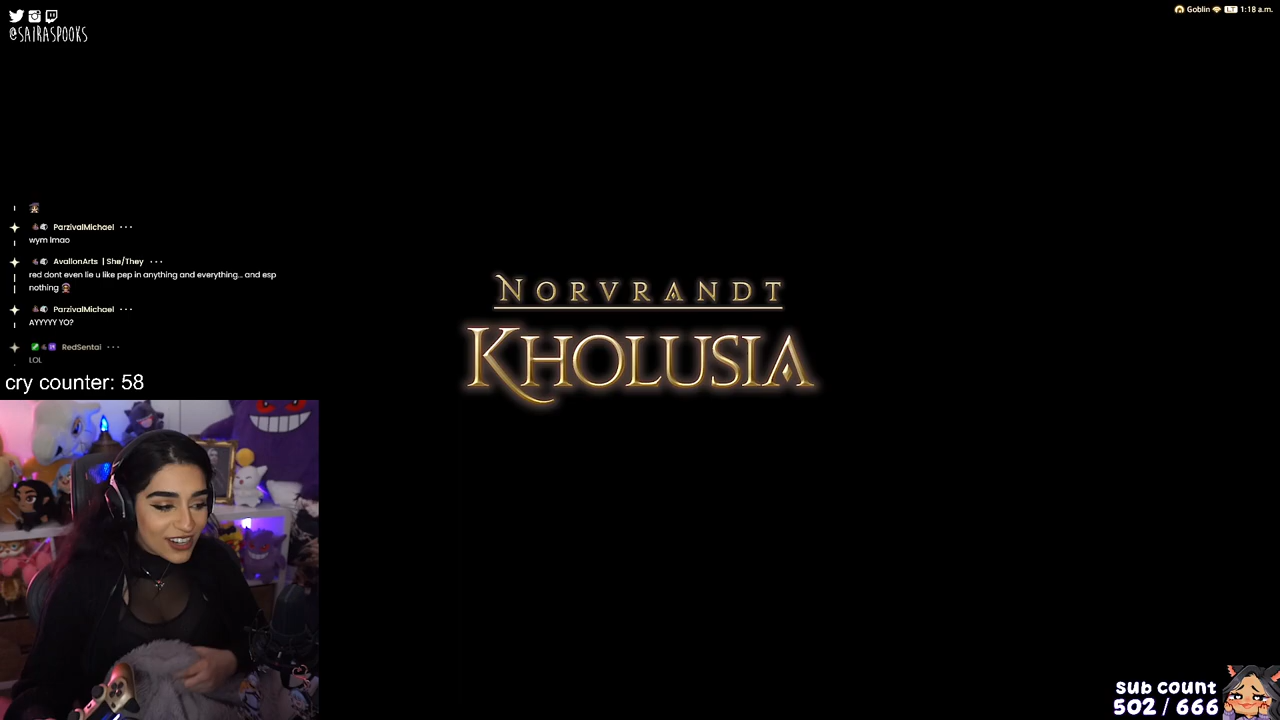 @SAIRASPOOKS
Goblin LT 1:18 a.m.
ParzivalMichael ···
wym lmao
AvallonArts | She/They ···
red dont even lie u like pep in anything and everything... and esp
nothing
ParzivalMichael ···
AYYYYY YO?
RedSentai ···
LOL
cry counter: 58
NORVRANDT
KHOLUSIA
sub count
502 / 666